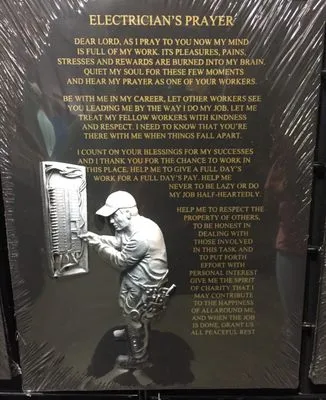 ELECTRICIAN'S PRAYER
DEAR LORD, AS I PRAY TO YOU NOW MY MIND
IS FULL OF MY WORK. ITS PLEASURES, PAINS,
STRESSES AND REWARDS ARE BURNED INTO MY BRAIN.
QUIET MY SOUL FOR THESE FEW MOMENTS
AND HEAR MY PRAYER AS ONE OF YOUR WORKERS.
BE WITH ME IN MY CAREER, LET OTHER WORKERS SEE
YOU LEADING ME BY THE WAY I DO MY JOB. LET ME
TREAT MY FELLOW WORKERS WITH KINDNESS
AND RESPECT. I NEED TO KNOW THAT YOU'RE
THERE WITH ME WHEN THINGS FALL APART.
I COUNT ON YOUR BLESSINGS FOR MY SUCCESSES
AND I THANK YOU FOR THE CHANCE TO WORK IN
THIS PLACE. HELP ME TO GIVE A FULL DAY'S
WORK FOR A FULL DAY'S PAY. HELP ME
NEVER TO BE LAZY OR DO
MY JOB HALF-HEARTEDLY.
HELP ME TO RESPECT THE
PROPERTY OF OTHERS,
TO BE HONEST IN
DEALING WITH
THOSE INVOLVED
IN THIS TASK AND
TO PUT FORTH
EFFORT WITH
PERSONAL INTEREST
GIVE ME THE SPIRIT
OF CHARITY THAT I
MAY CONTRIBUTE
TO THE HAPPINESS
OF ALLAROUND ME,
AND WHEN THE JOB
IS DONE, GRANT US
ALL PEACEFUL REST